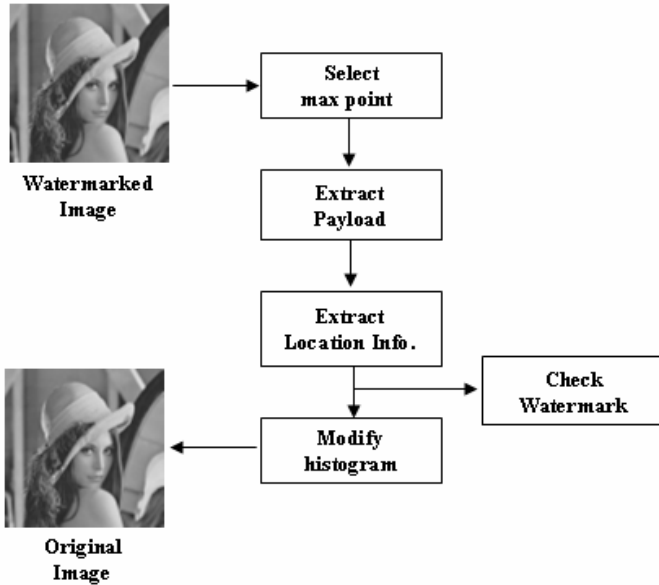 Select
max point
Watermarked
Image
Extract
Payload
Extract
Location Info.
Check
Watermark
Modify
histogram
Original
Image